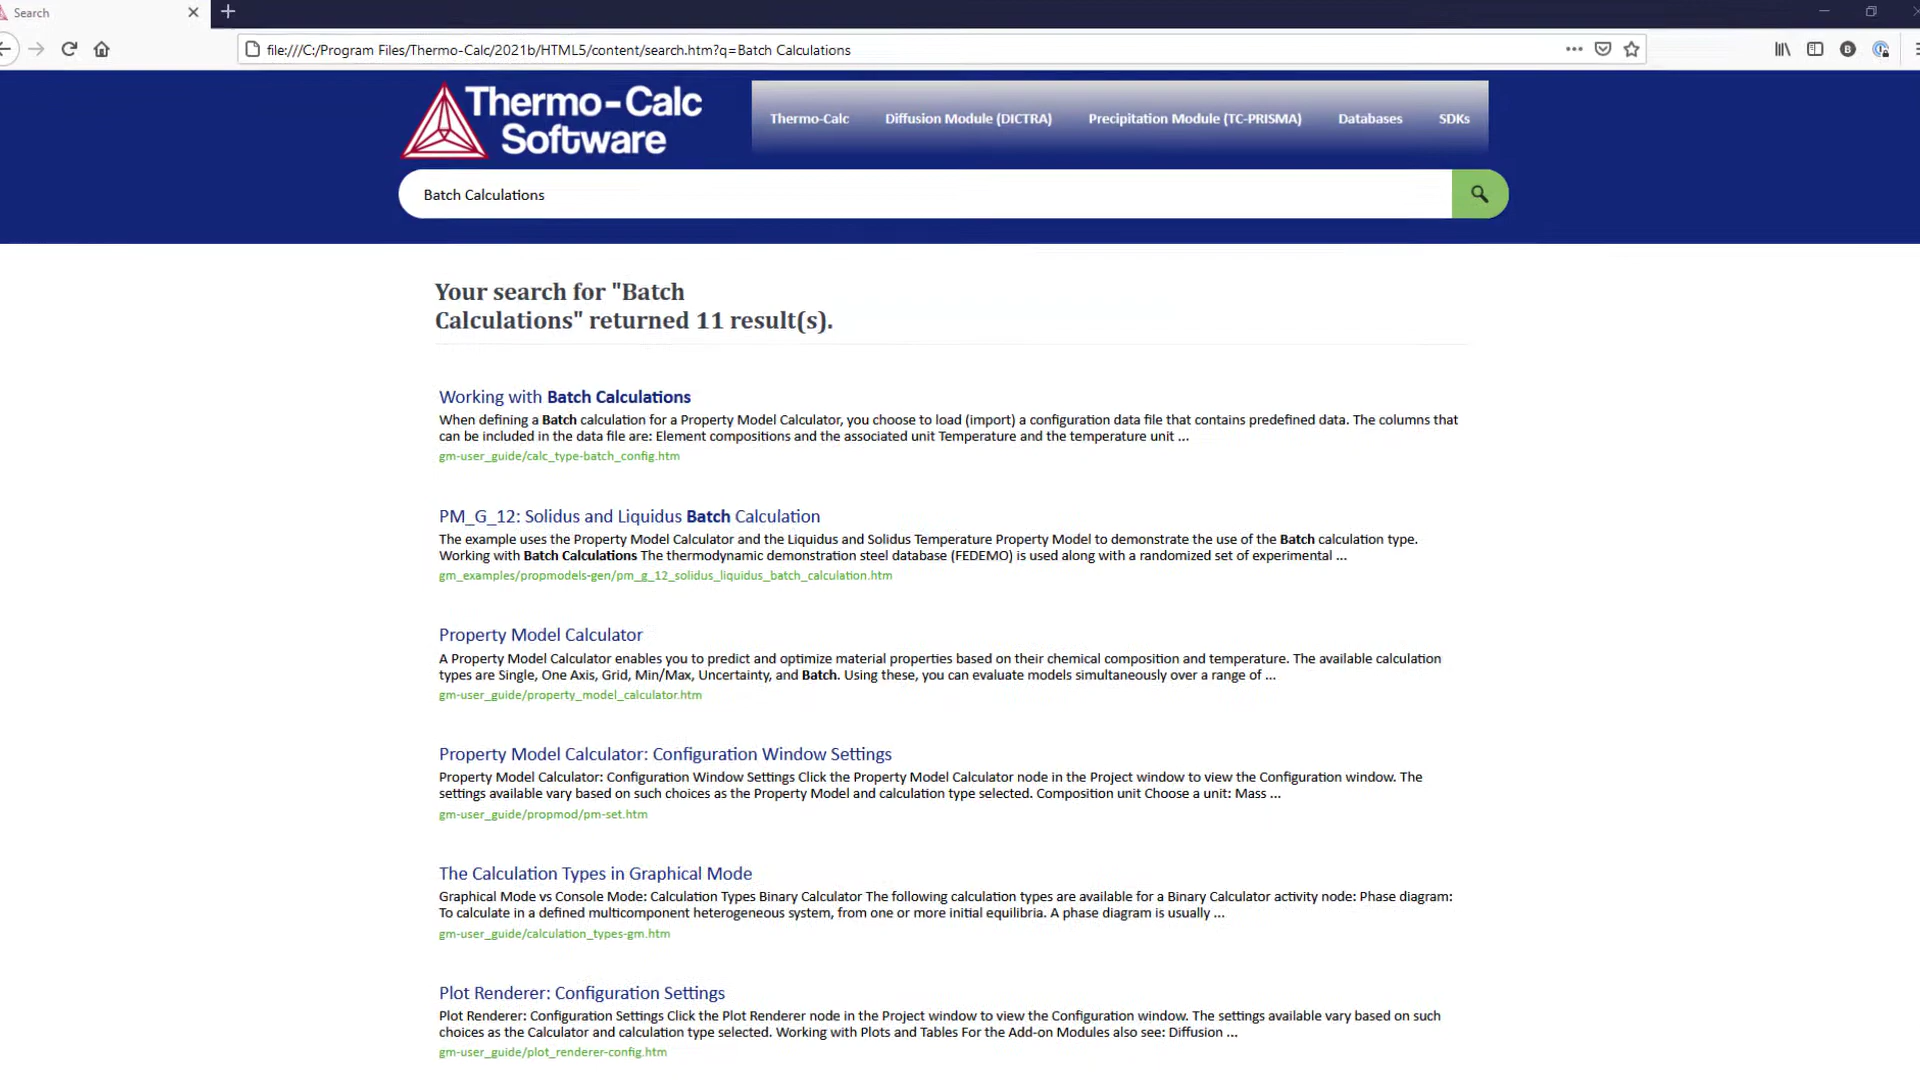 Search
file:///C:/Program Files/Thermo-Calc/2021b/HTML5/content/search.htm?q=Batch Calculations
Thermo-Calc
Software
Thermo-Calc
Diffusion Module (DICTRA)
Precipitation Module (TC-PRISMA)
Databases
SDKs
Batch Calculations
Your search for "Batch
Calculations" returned 11 result(s).
Working with Batch Calculations
When defining a Batch calculation for a Property Model Calculator, you choose to load (import) a configuration data file that contains predefined data. The columns that
can be included in the data file are: Element compositions and the associated unit Temperature and the temperature unit ...
gm-user_guide/calc_type-batch_config.htm
PM_G_12: Solidus and Liquidus Batch Calculation
The example uses the Property Model Calculator and the Liquidus and Solidus Temperature Property Model to demonstrate the use of the Batch calculation type.
Working with Batch Calculations The thermodynamic demonstration steel database (FEDEMO) is used along with a randomized set of experimental ...
gm_examples/propmodels-gen/pm_g_12_solidus_liquidus_batch_calculation.htm
Property Model Calculator
A Property Model Calculator enables you to predict and optimize material properties based on their chemical composition and temperature. The available calculation
types are Single, One Axis, Grid, Min/Max, Uncertainty, and Batch. Using these, you can evaluate models simultaneously over a range of ...
gm-user_guide/property_model_calculator.htm
Property Model Calculator: Configuration Window Settings
Property Model Calculator: Configuration Window Settings Click the Property Model Calculator node in the Project window to view the Configuration window. The
settings available vary based on such choices as the Property Model and calculation type selected. Composition unit Choose a unit: Mass ...
gm-user_guide/propmod/pm-set.htm
The Calculation Types in Graphical Mode
Graphical Mode vs Console Mode: Calculation Types Binary Calculator The following calculation types are available for a Binary Calculator activity node: Phase diagram:
To calculate in a defined multicomponent heterogeneous system, from one or more initial equilibria. A phase diagram is usually ...
gm-user_guide/calculation_types-gm.htm
Plot Renderer: Configuration Settings
Plot Renderer: Configuration Settings Click the Plot Renderer node in the Project window to view the Configuration window. The settings available vary based on such
choices as the Calculator and calculation type selected. Working with Plots and Tables For the Add-on Modules also see: Diffusion ...
gm-user_guide/plot_renderer-config.htm